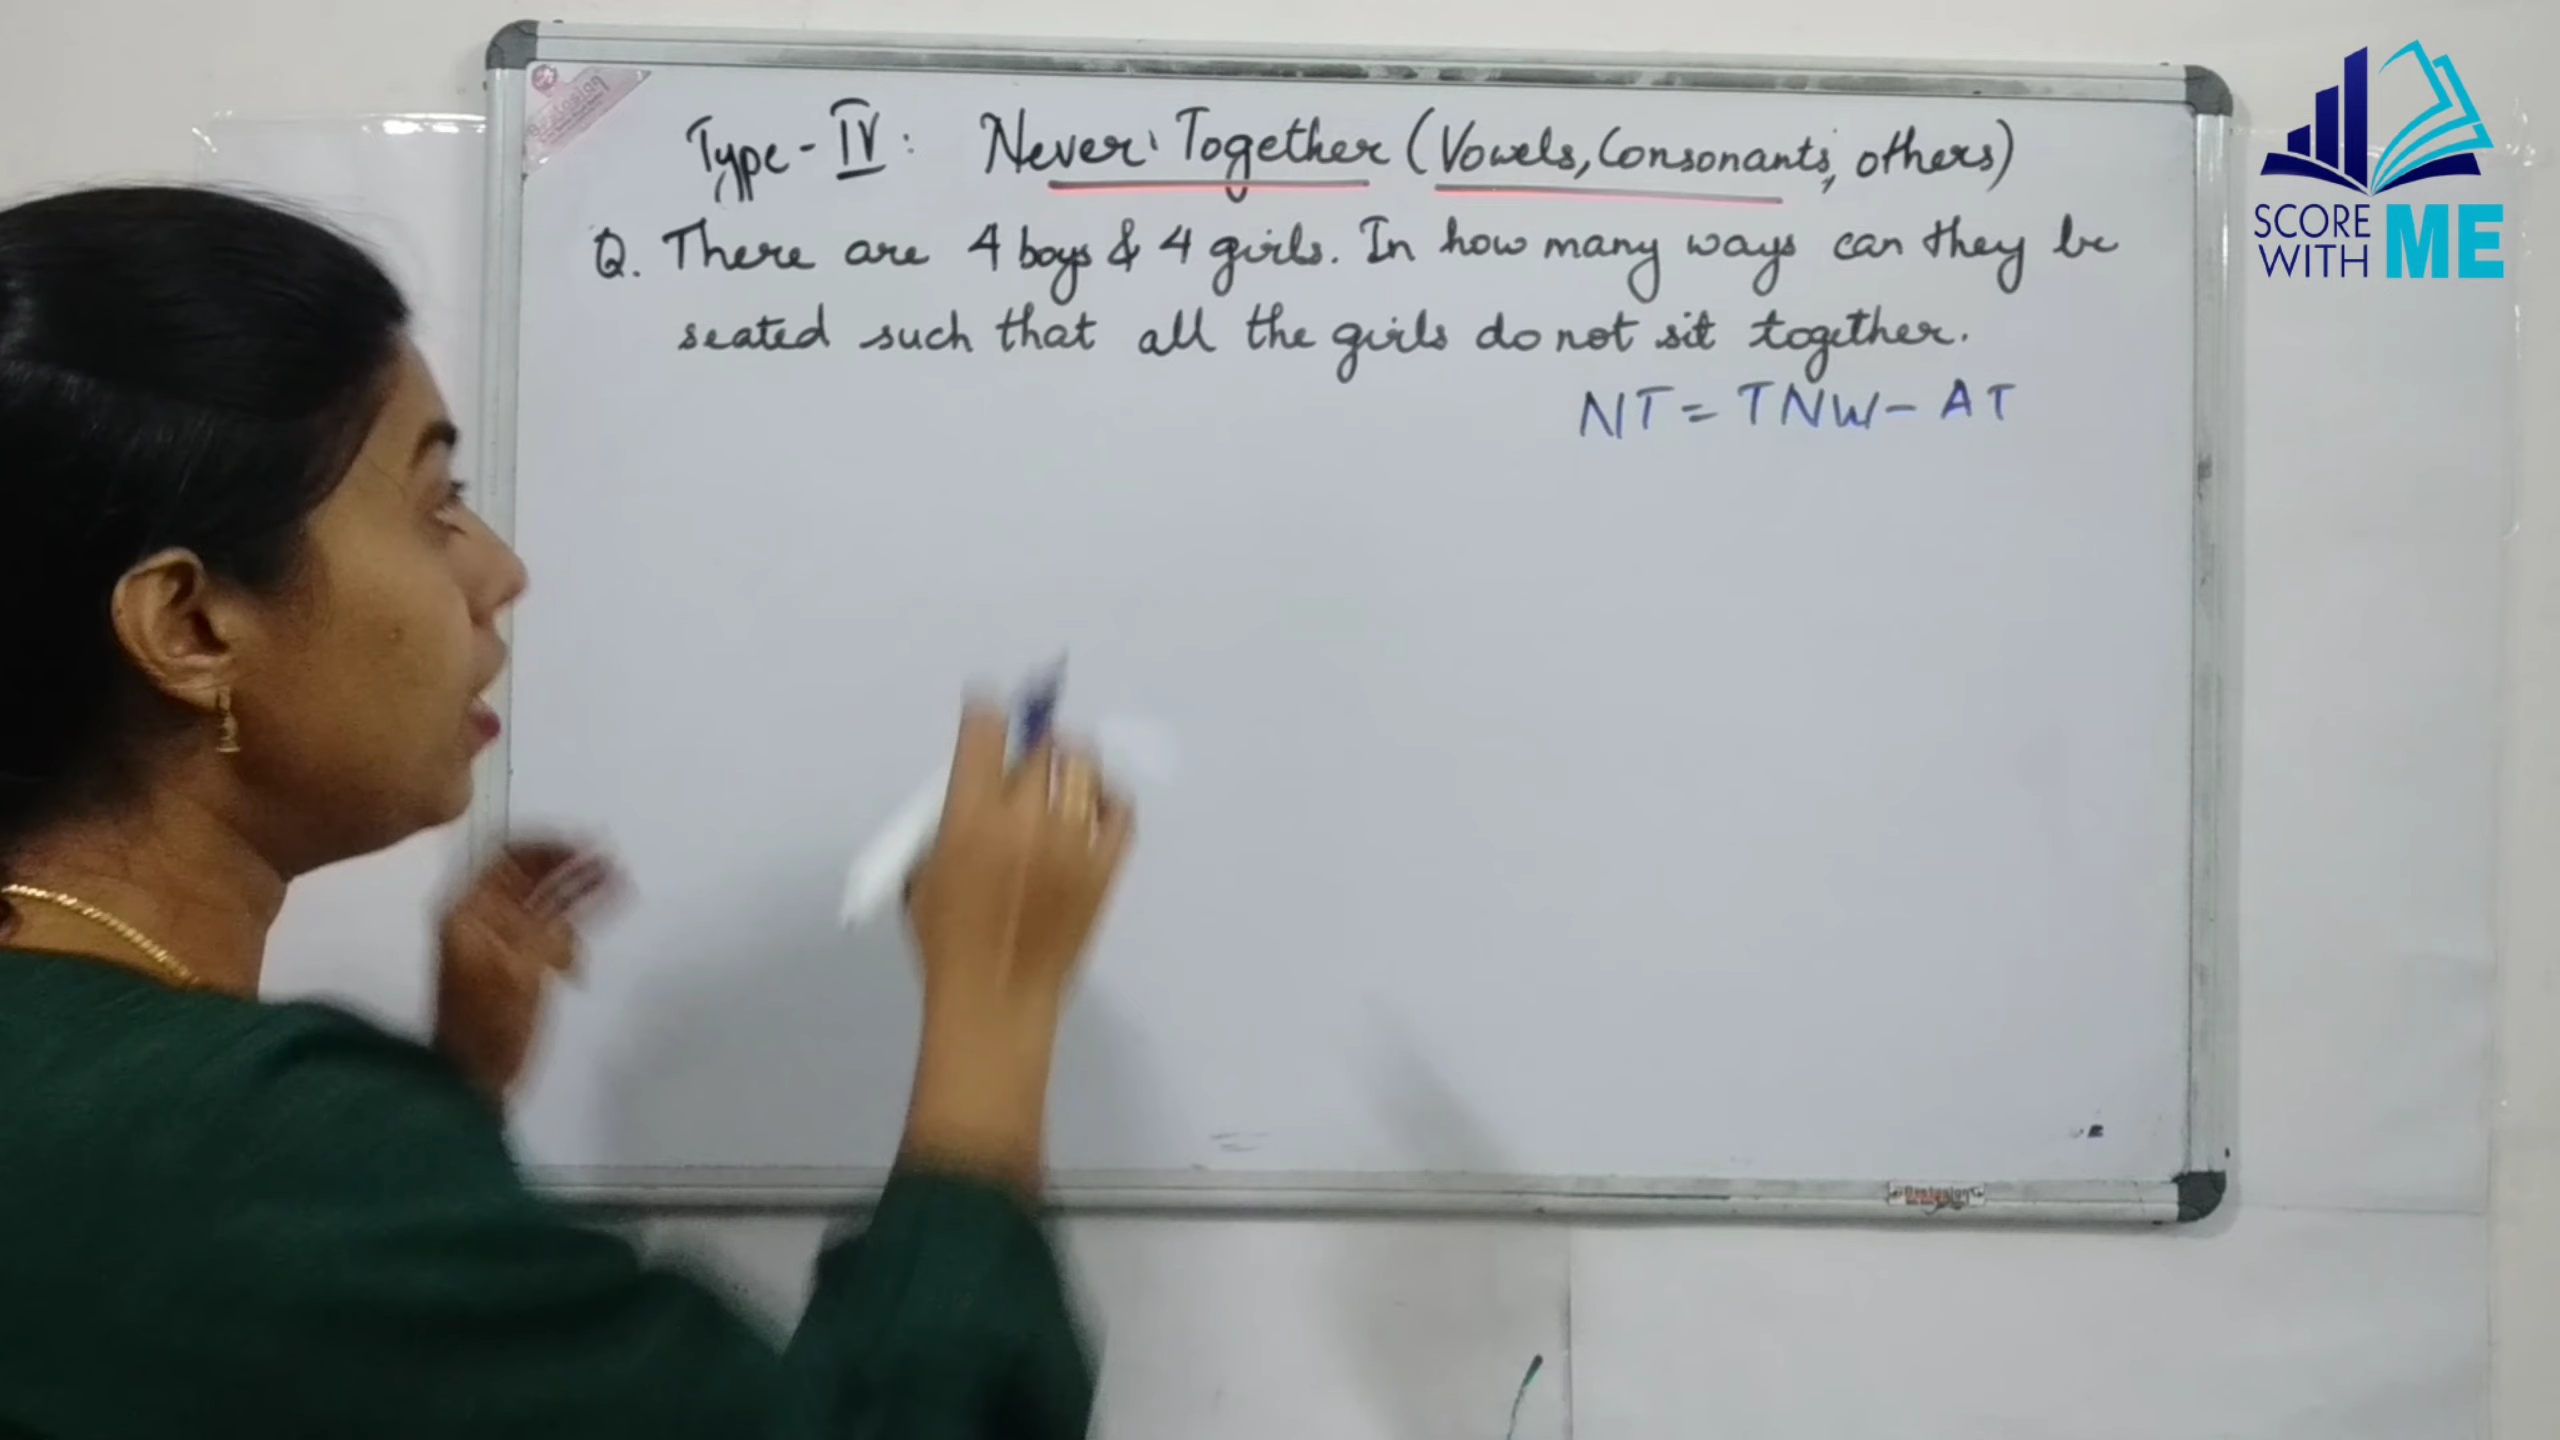 Type-IV: Never Together (Vowels, Consonants, others)
Q. There are 4 boys & 4 girls. In how many ways can they be
seated such that all the girls do not sit together.
NT = TNW - AT
SCORE
WITH ME